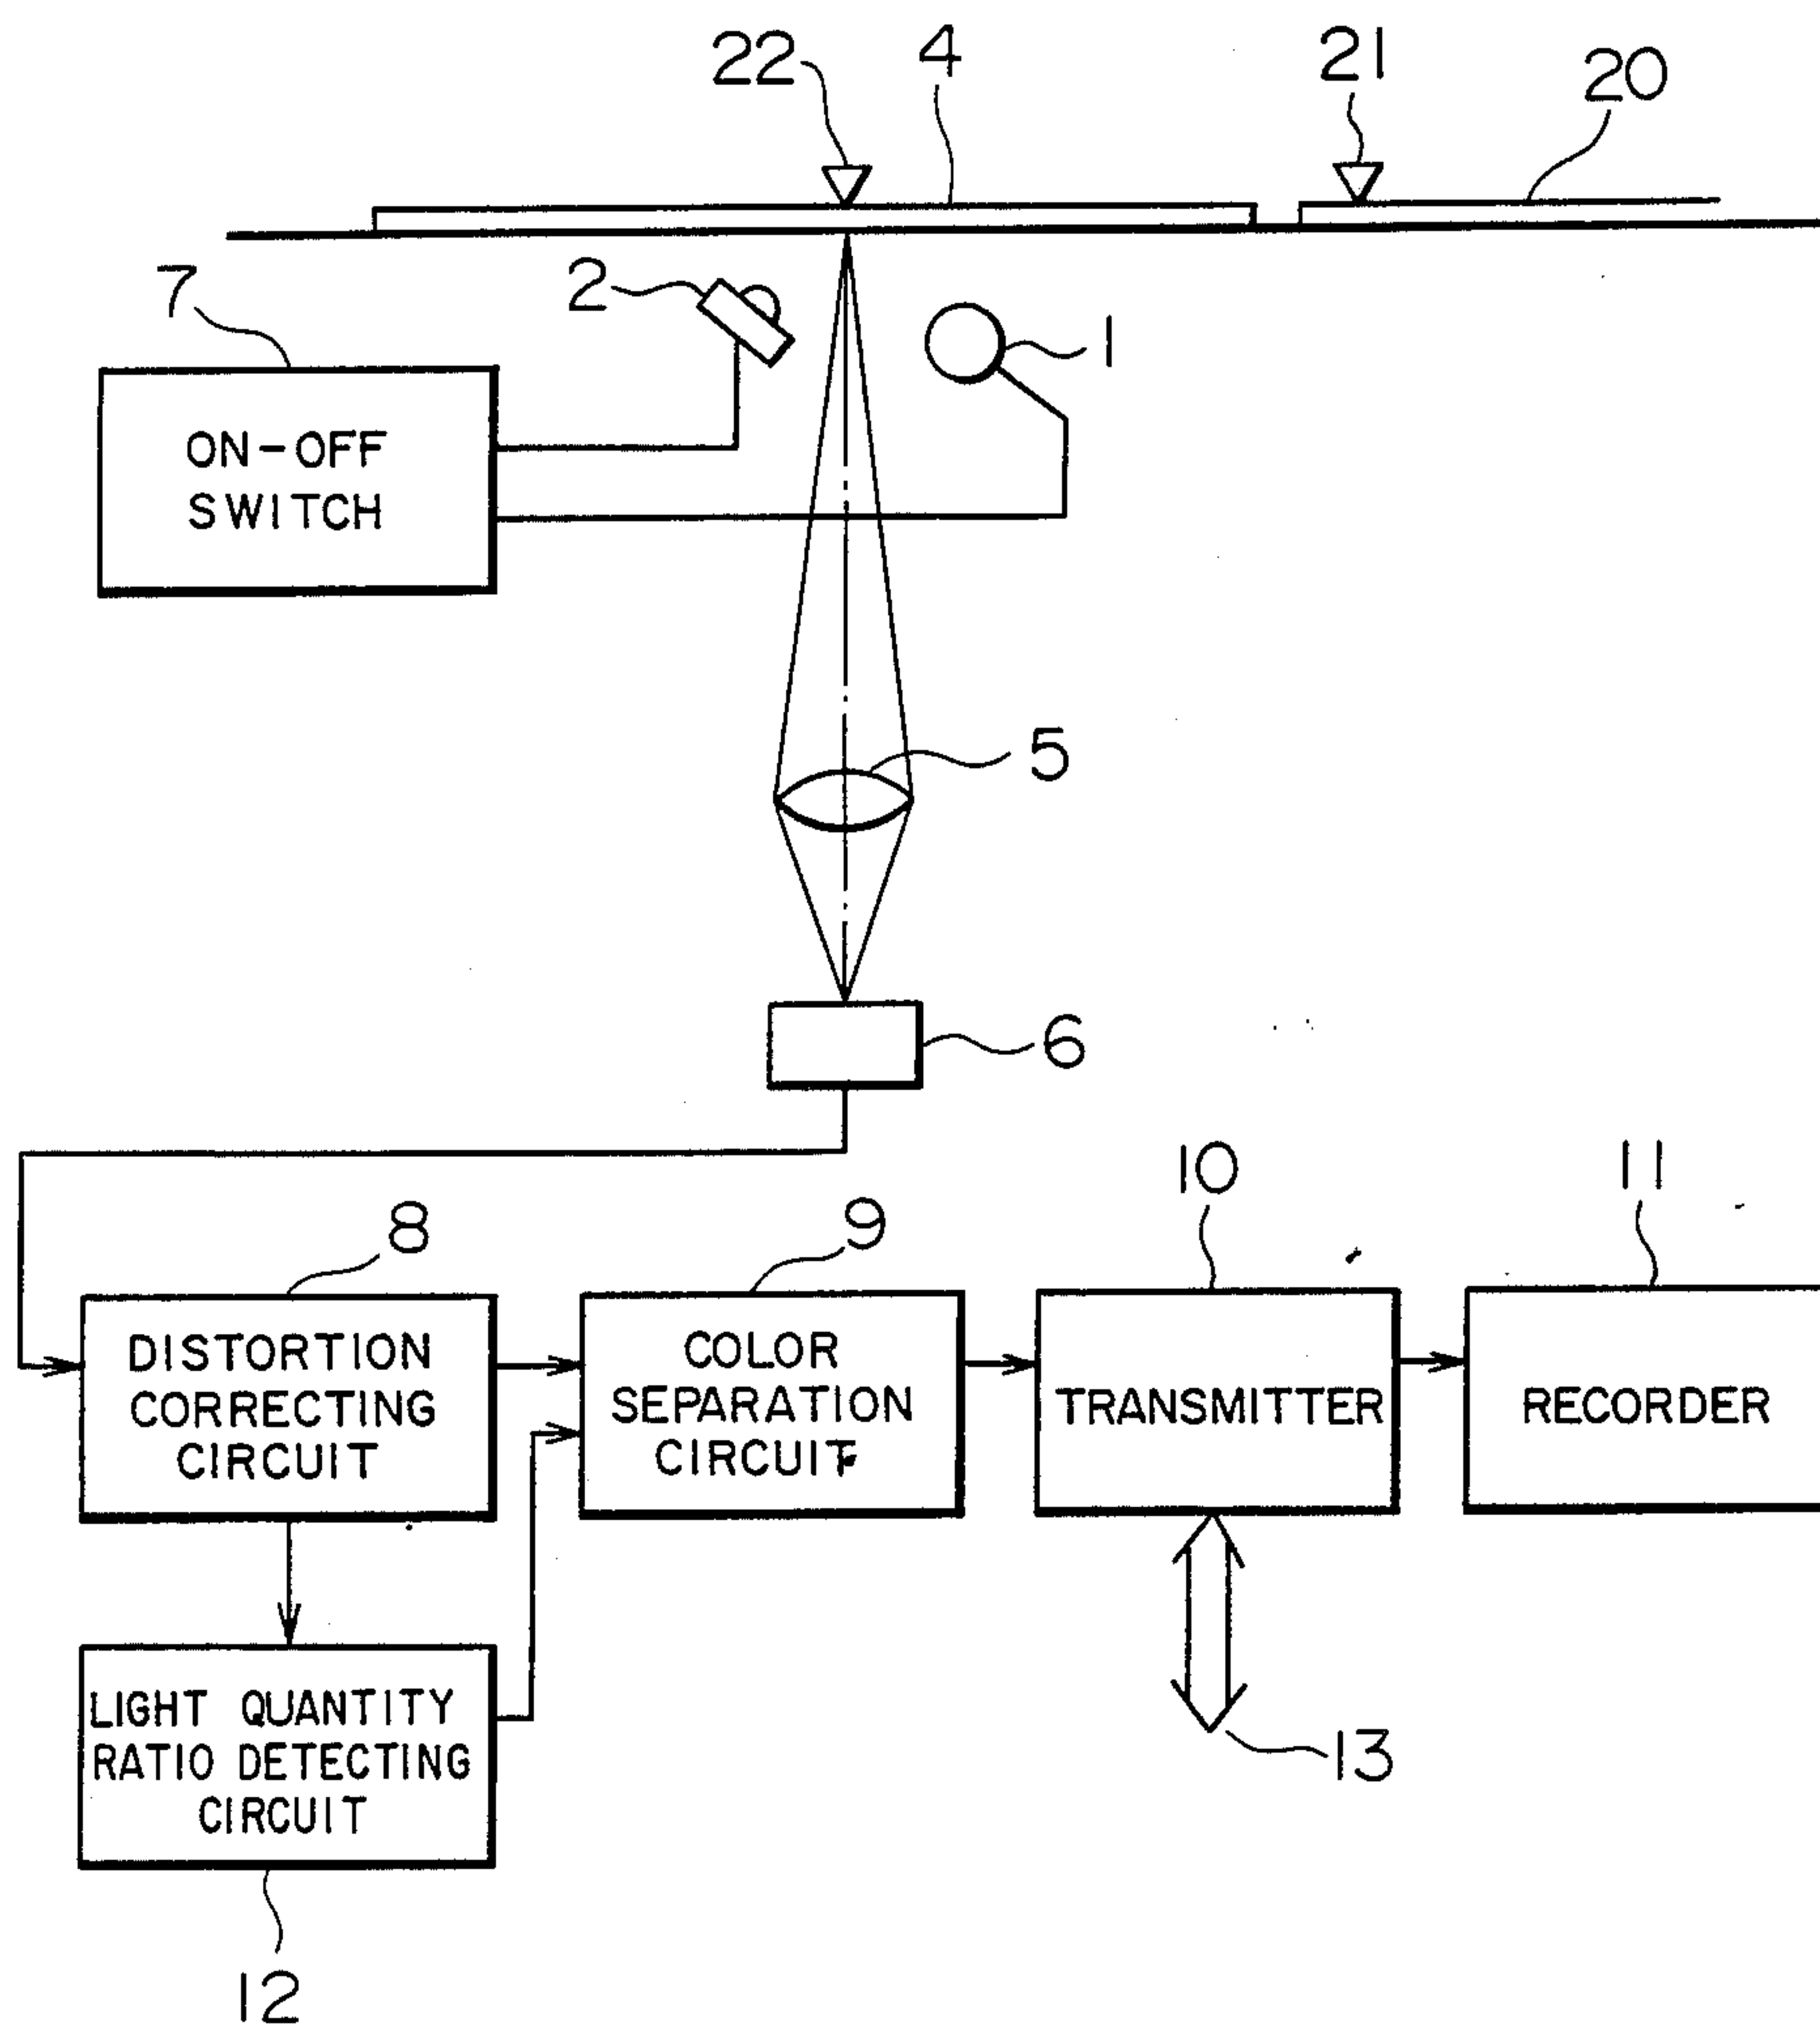 22
4
21
20
7
2
1
ON-OFF
SWITCH
5
6
10
11
8
9
DISTORTION
CORRECTING
CIRCUIT
COLOR
SEPARATION
CIRCUIT
TRANSMITTER
RECORDER
LIGHT QUANTITY
RATIO DETECTING
CIRCUIT
13
12